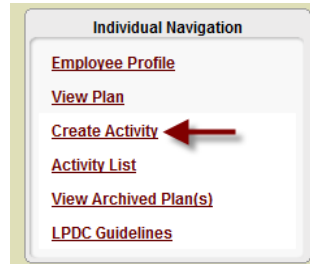 Individual Navigation
Employee Profile
View Plan
Create Activity
Activity List
View Archived Plan(s)
LPDC Guidelines